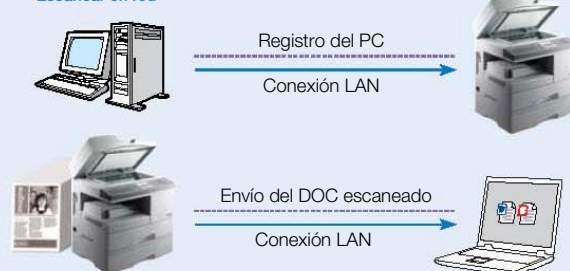 Escanear en red
Registro del PC
Conexión LAN
Envío del DOC escaneado
Conexión LAN